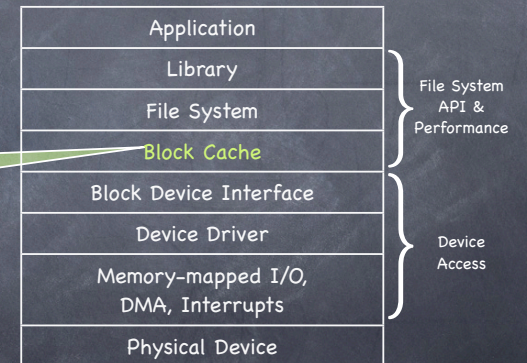 Application
Library
File System
Block Cache
Block Device Interface
Device Driver
Memory-mapped I/O,
DMA, Interrupts
Physical Device
File System
API &
Performance
Device
Access